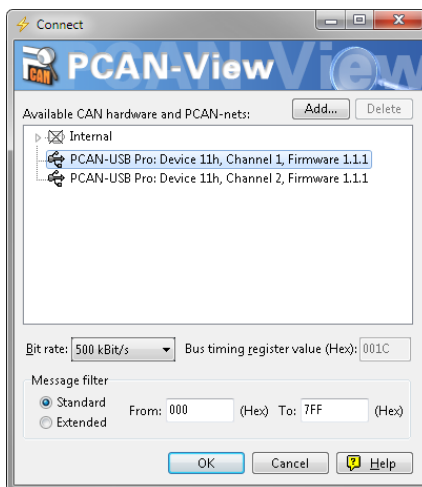 Connect
PCAN-View
Available CAN hardware and PCAN-nets:
Add...
Delete
Internal
PCAN-USB Pro: Device 11h, Channel 1, Firmware 1.1.1
PCAN-USB Pro: Device 11h, Channel 2, Firmware 1.1.1
Bit rate: 500 kBit/s Bus timing register value (Hex): 001C
Message filter
Standard
Extended
From: 000 (Hex) To: 7FF (Hex)
OK Cancel Help